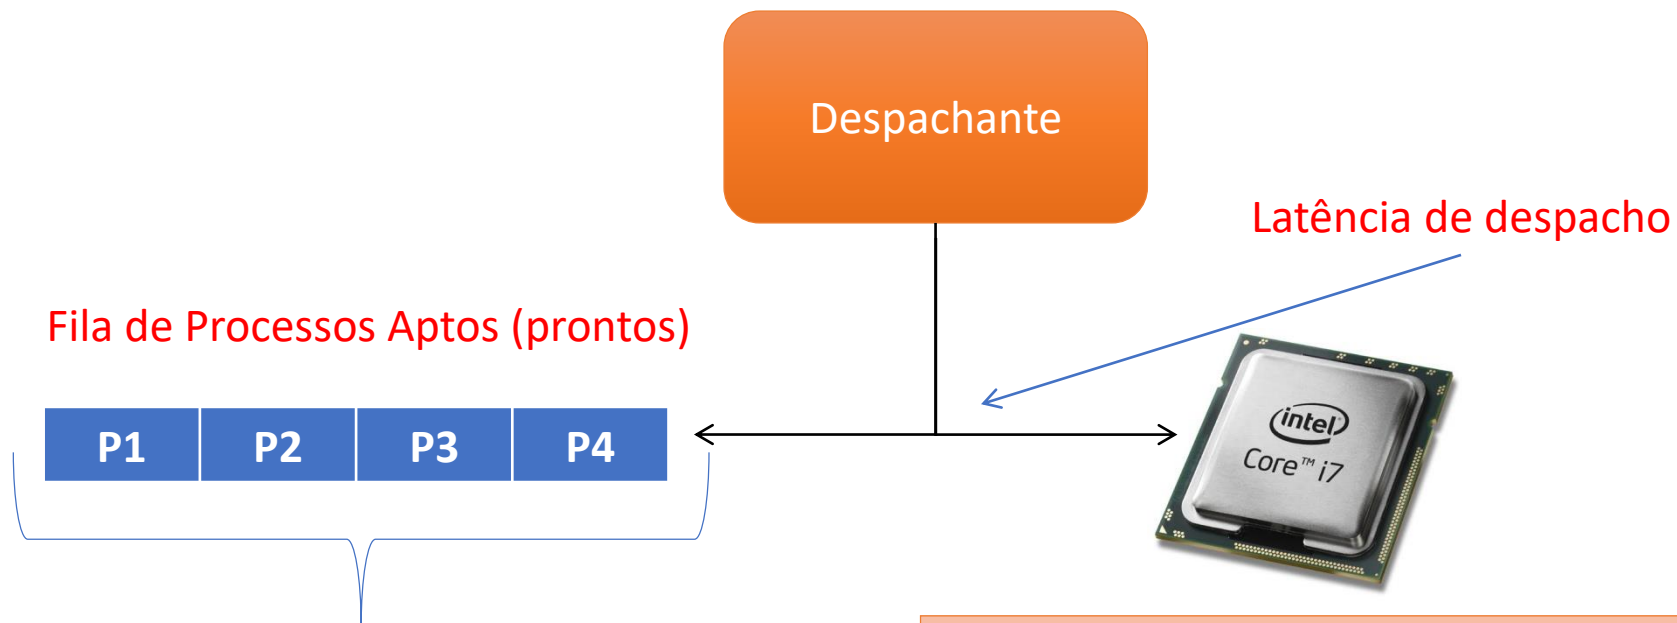 Despachante
Latência de despacho
Fila de Processos Aptos (prontos)
P1 P2 P3 P4
intel
Core™ i7